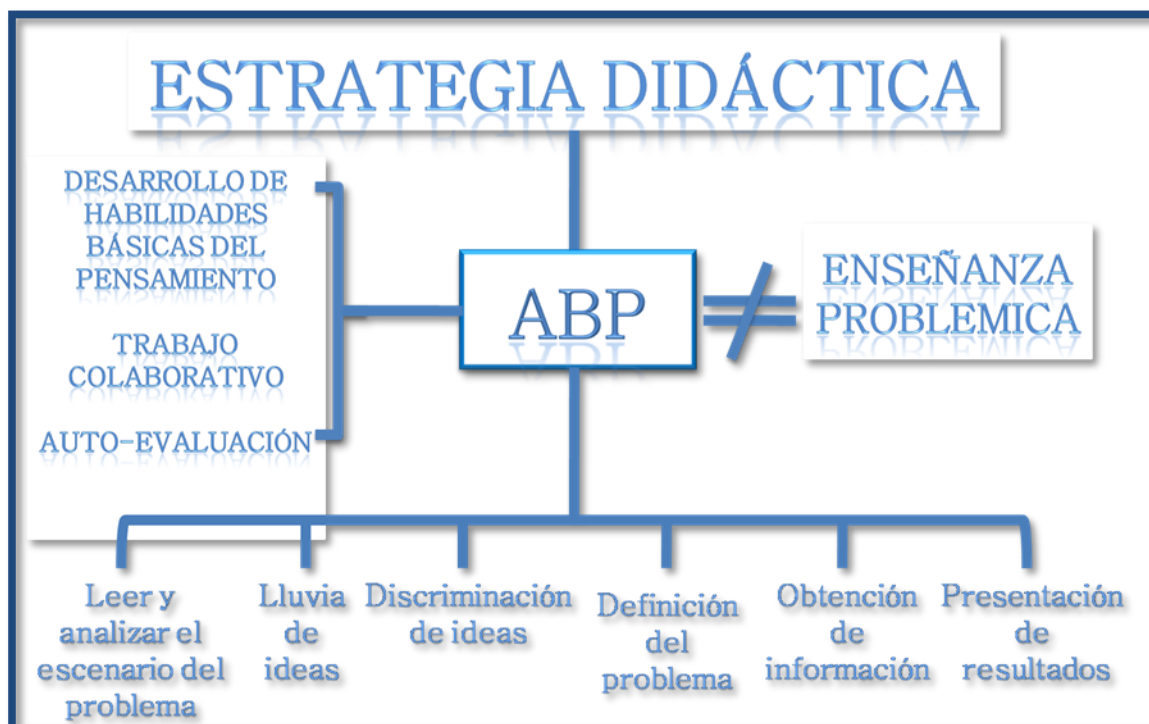 ESTRATEGIA DIDÁCTICA
DESARROLLO DE
HABILIDADES
BÁSICAS DEL
PENSAMIENTO
TRABAJO
COLABORATIVO
AUTO-EVALUACIÓN
ABP
≠
ENSEÑANZA
PROBLEMICA
Leer y
analizar el
escenario del
problema
Lluvia
de
ideas
Discriminación
de ideas
Definición
del
problema
Obtención
de
información
Presentación
de
resultados